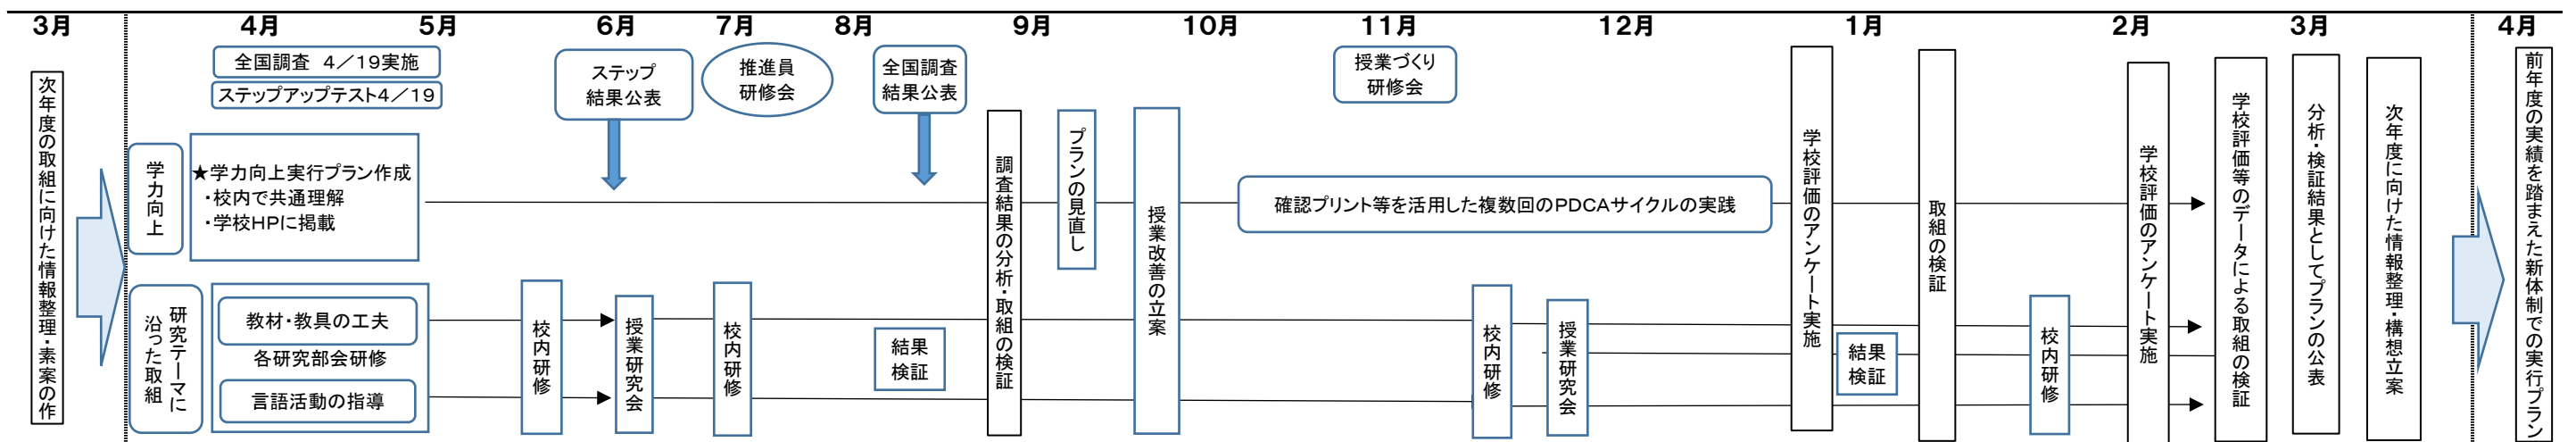 3月
4月
5月
6月
7月
8月
9月
10月
11月
12月
1月
2月
3月
4月
次年度の取組に向けた情報整理・素案の作
全国調査 4／19実施
ステップアップテスト4／19
学力向上
★学力向上実行プラン作成
・校内で共通理解
・学校HPに掲載
研究テーマに
沿った取組
教材・教具の工夫
各研究部会研修
言語活動の指導
校内研修
ステップ
結果公表
授業研究会
推進員
研修会
校内研修
全国調査
結果公表
結果
検証
調査結果の分析・取組の検証
プランの見直し
授業改善の立案
授業づくり
研修会
確認プリント等を活用した複数回のPDCAサイクルの実践
校内研修
授業研究会
学校評価のアンケート実施
結果
検証
取組の検証
校内研修
学校評価のアンケート実施
学校評価等のデータによる取組の検証
分析・検証結果としてプランの公表
次年度に向けた情報整理・構想立案
前年度の実績を踏まえた新体制での実行プラン